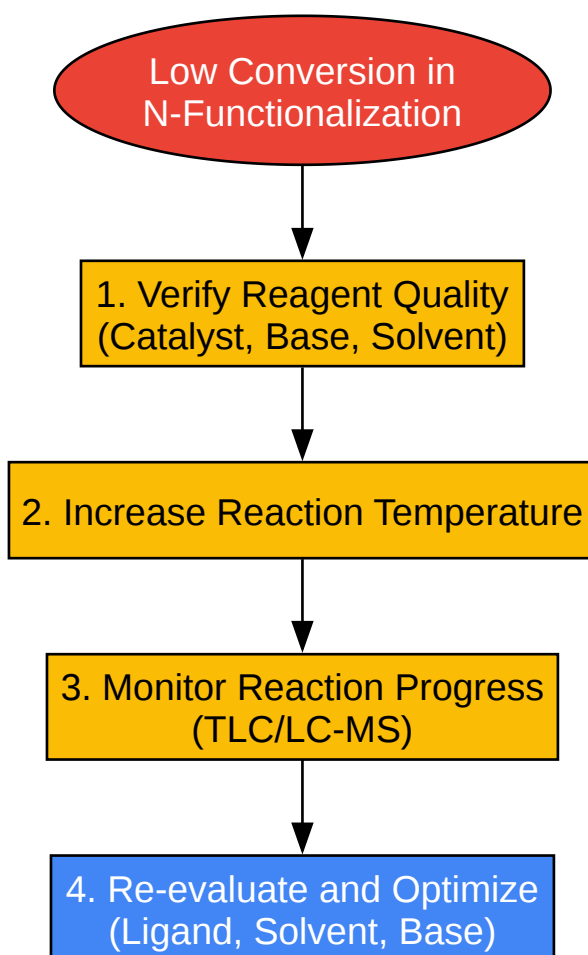 Low Conversion in
N-Functionalization
1. Verify Reagent Quality
(Catalyst, Base, Solvent)
2. Increase Reaction Temperature
3. Monitor Reaction Progress
(TLC/LC-MS)
4. Re-evaluate and Optimize
(Ligand, Solvent, Base)